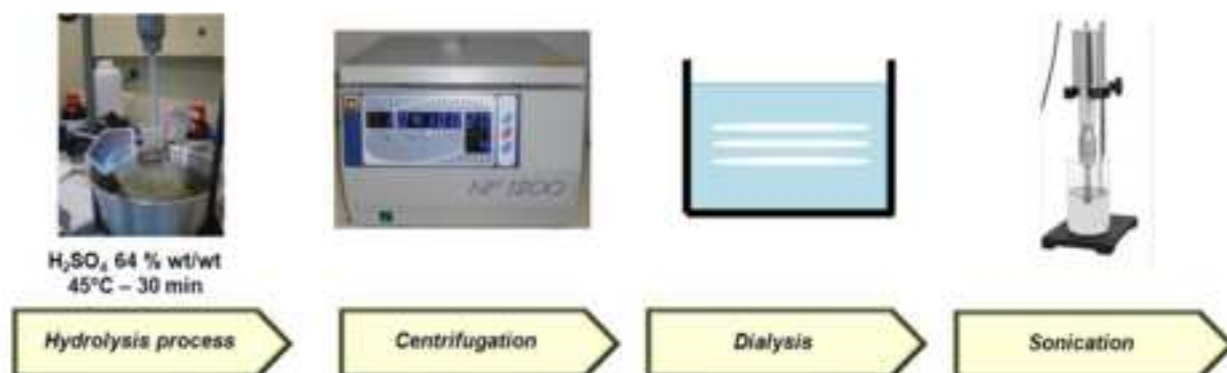 H₂SO₄ 64 % wt/wt
45°C – 30 min
Hydrolysis process
Centrifugation
Dialysis
Sonication